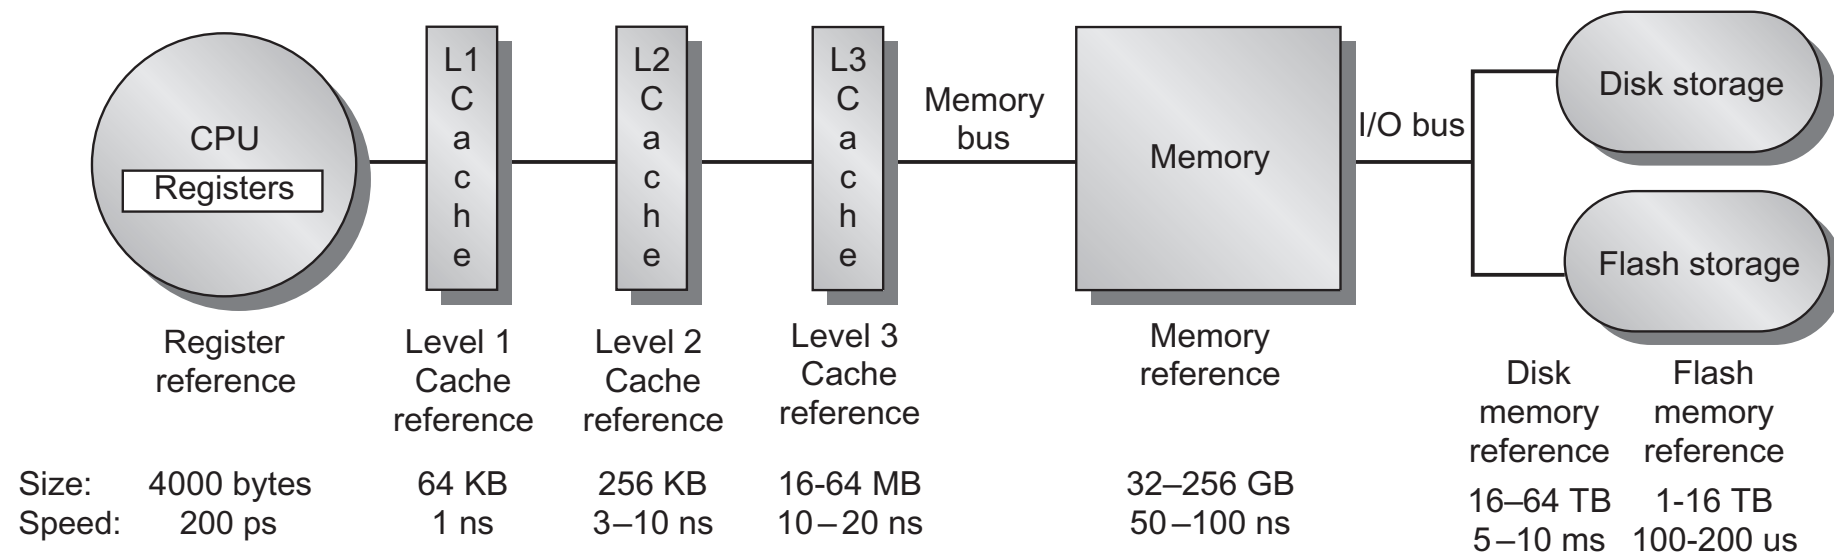 CPU
Registers
L1
C
a
c
h
e
L2
C
a
c
h
e
L3
C
a
c
h
e
Memory
bus
Memory
I/O bus
Disk storage
Flash storage
Register
reference
Level 1
Cache
reference
Level 2
Cache
reference
Level 3
Cache
reference
Memory
reference
Disk
memory
reference
Flash
memory
reference
Size: 4000 bytes 64 KB 256 KB 16-64 MB 32–256 GB 16–64 TB 1-16 TB
Speed: 200 ps 1 ns 3–10 ns 10–20 ns 50–100 ns 5–10 ms 100-200 us